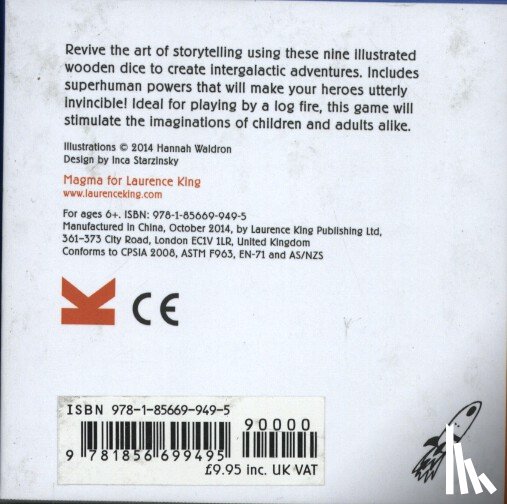 Revive the art of storytelling using these nine illustrated
wooden dice to create intergalactic adventures. Includes
superhuman powers that will make your heroes utterly
invincible! Ideal for playing by a log fire, this game will
stimulate the imaginations of children and adults alike.
Illustrations © 2014 Hannah Waldron
Design by Inca Starzinsky
Magma for Laurence King
www.laurenceking.com
For ages 6+. ISBN: 978-1-85669-949-5
Manufactured in China, October 2014, by Laurence King Publishing Ltd,
361-373 City Road, London EC1V 1LR, United Kingdom
Conforms to CPSIA 2008, ASTM F963, EN-71 and AS/NZS
K CE
ISBN 978-1-85669-949-5
90000
9 781856 699495
£9.95 inc. UK VAT